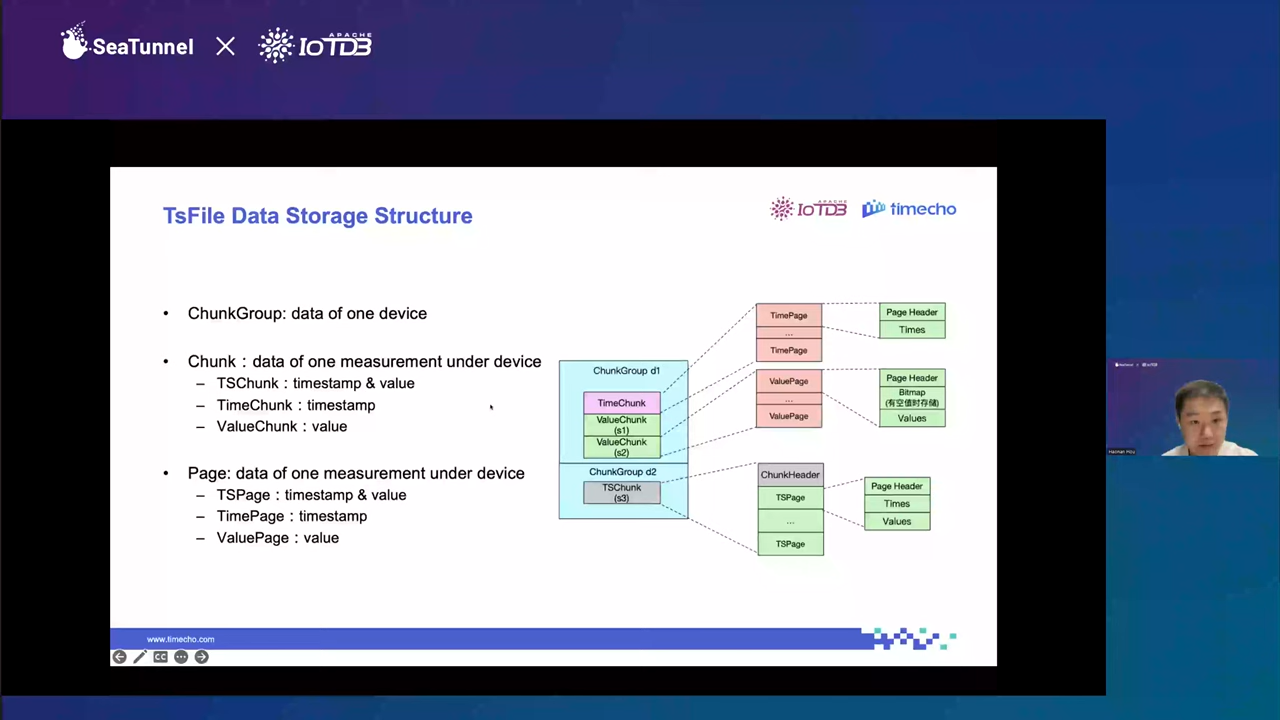 SeaTunnel
APACHE
IoTDB
TsFile Data Storage Structure
APACHE
IoTDB
timecho
• ChunkGroup: data of one device
• Chunk：data of one measurement under device
– TSChunk：timestamp & value
– TimeChunk：timestamp
– ValueChunk：value
• Page: data of one measurement under device
– TSPage：timestamp & value
– TimePage：timestamp
– ValuePage：value
ChunkGroup d1
TimeChunk
ValueChunk
(s1)
ValueChunk
(s2)
ChunkGroup d2
TSChunk
(s3)
TimePage
...
TimePage
ValuePage
...
ValuePage
ChunkHeader
TSPage
...
TSPage
Page Header
Times
Page Header
Bitmap
(有空值时存储)
Values
Page Header
Times
Values
www.timecho.com
CC